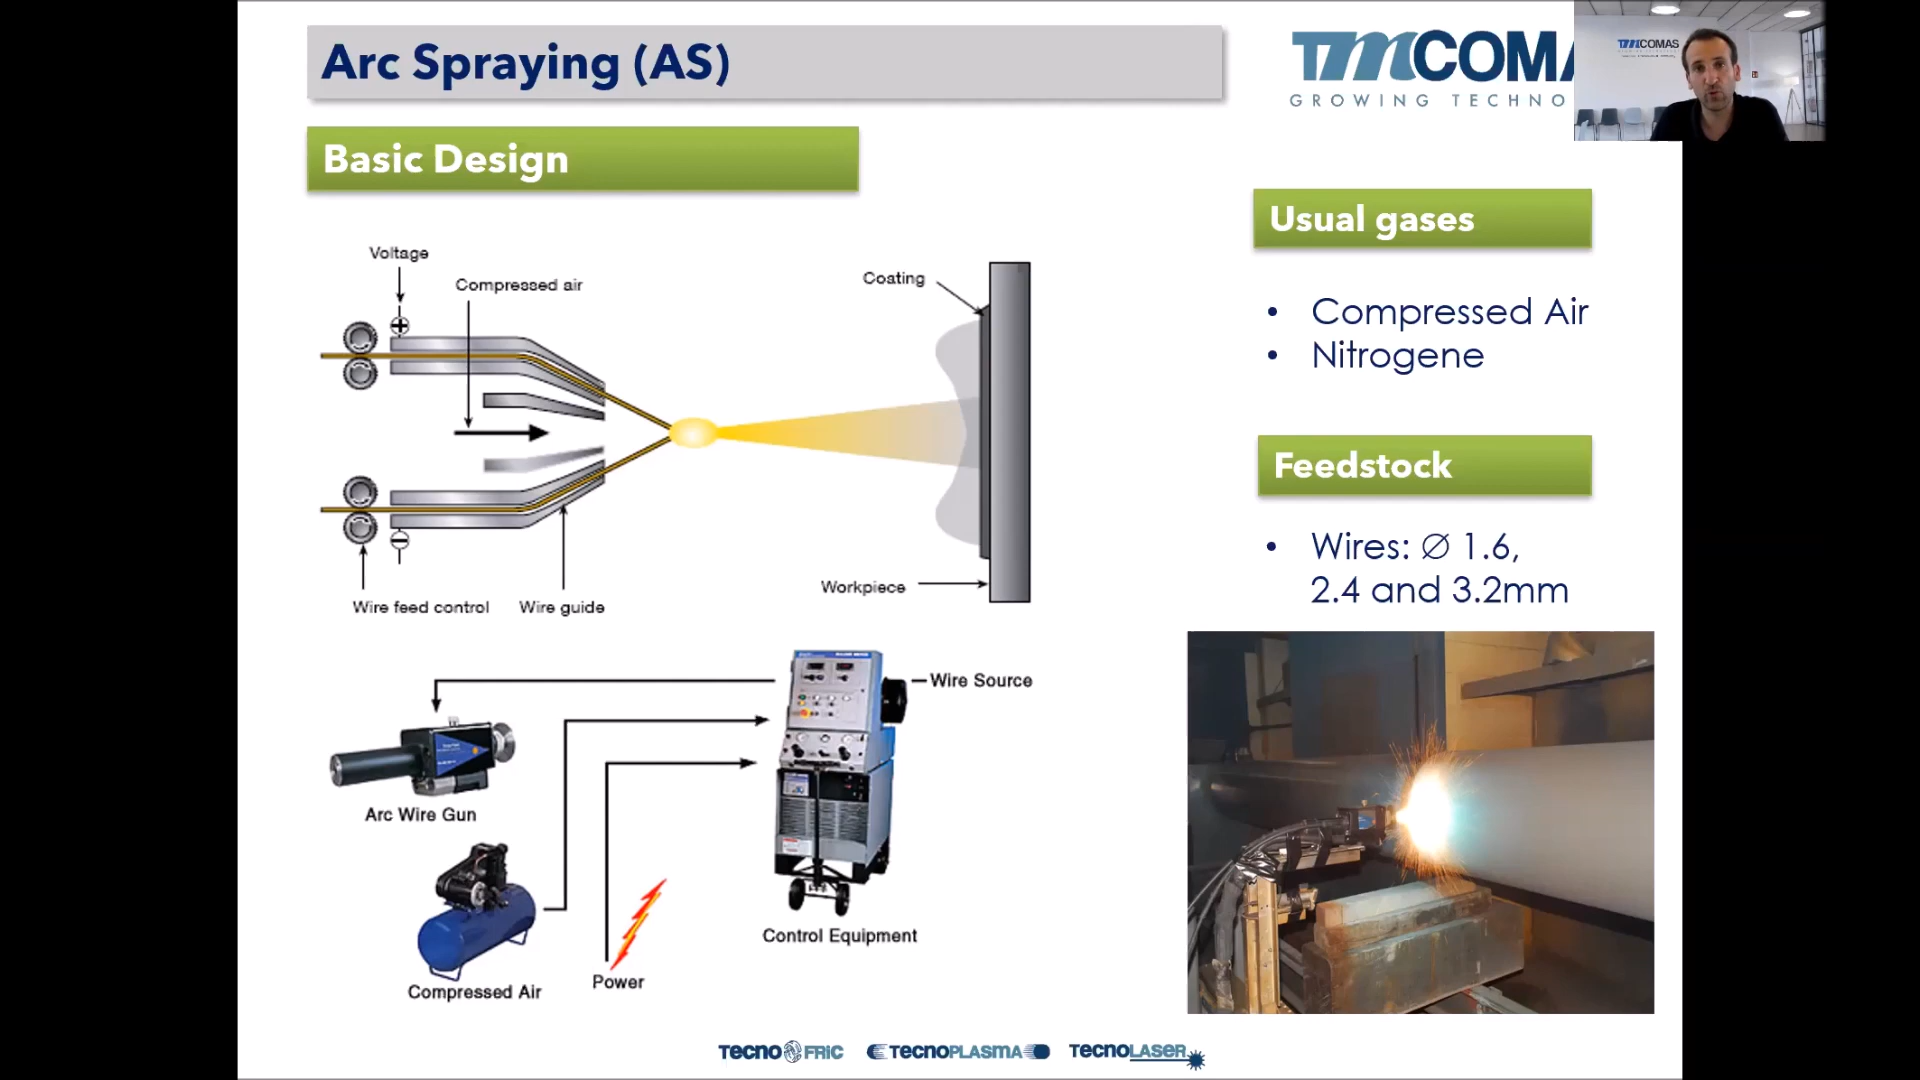 Arc Spraying (AS)
TMCOMA
GROWING TECHNO
TMCOMAS
Basic Design
Usual gases
• Compressed Air
• Nitrogene
Feedstock
• Wires: ∅ 1.6,
2.4 and 3.2mm
Voltage
Compressed air
+
−
Wire feed control
Wire guide
Coating
Workpiece
Wire Source
Arc Wire Gun
Control Equipment
Compressed Air
Power
TECNOFRIC
TECNOPLASMA
TECNOLASER